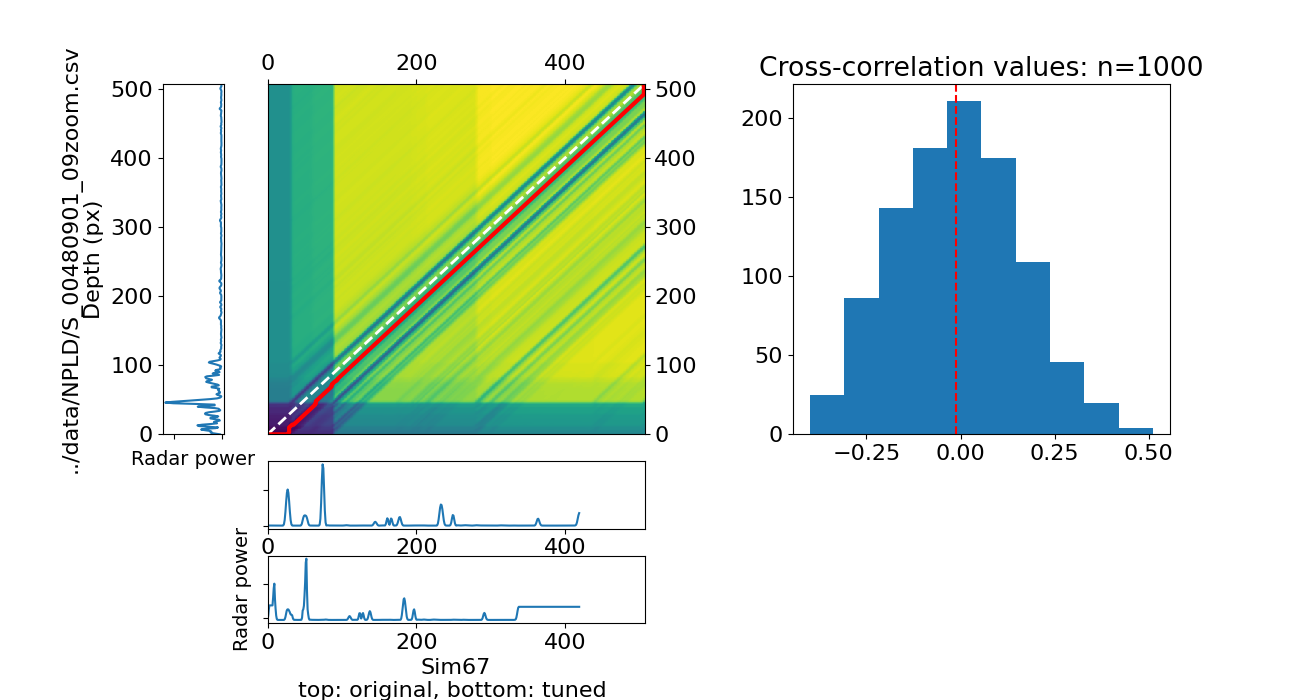 ../data/NPLD/S_00480901_09zoom.csv
Depth (px)
500
400
300
200
100
0
Radar power
0 200 400
500
400
300
200
100
0
0 200 400
Radar power
0 200 400
Sim67
top: original, bottom: tuned
Cross-correlation values: n=1000
200
150
100
50
0
−0.25 0.00 0.25 0.50